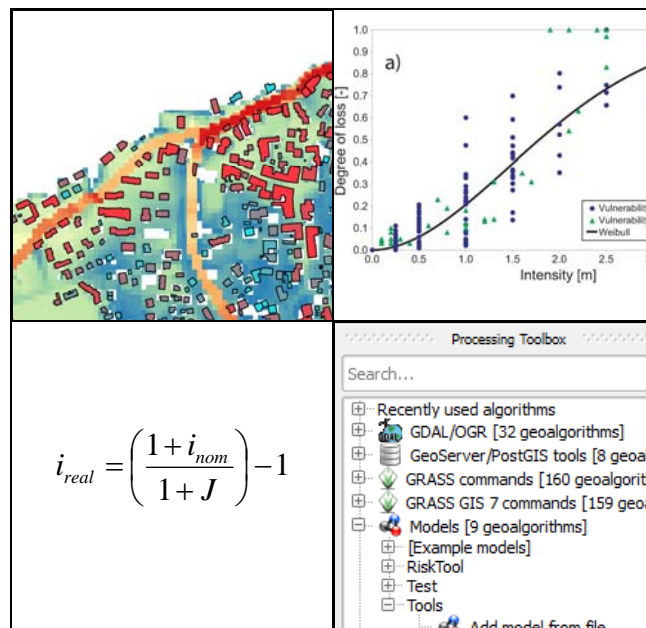 a)
Degree of loss [-]
1.0
0.9
0.8
0.7
0.6
0.5
0.4
0.3
0.2
0.1
0.0
0.0 0.5 1.0 1.5 2.0 2.5
Intensity [m]
Vulnerability
Vulnerability
Weibull
i_real = ((1 + i_nom) / (1 + J)) − 1
Processing Toolbox
Search...
Recently used algorithms
GDAL/OGR [32 geoalgorithms]
GeoServer/PostGIS tools [8 geoa
GRASS commands [160 geoalgorit
GRASS GIS 7 commands [159 geoa
Models [9 geoalgorithms]
[Example models]
RiskTool
Test
Tools
Add model from file